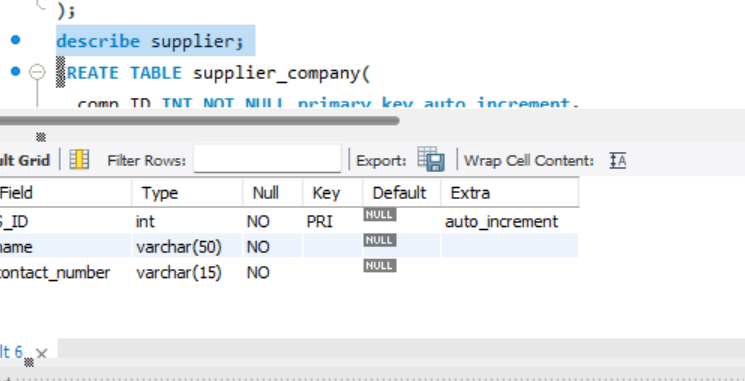 );
describe supplier;
REATE TABLE supplier_company(
comp_ID INT NOT NULL primary key auto_increment,
ult Grid Filter Rows: Export: Wrap Cell Content:
Field Type Null Key Default Extra
S_ID int NO PRI NULL auto_increment
name varchar(50) NO NULL
contact_number varchar(15) NO NULL
lt 6